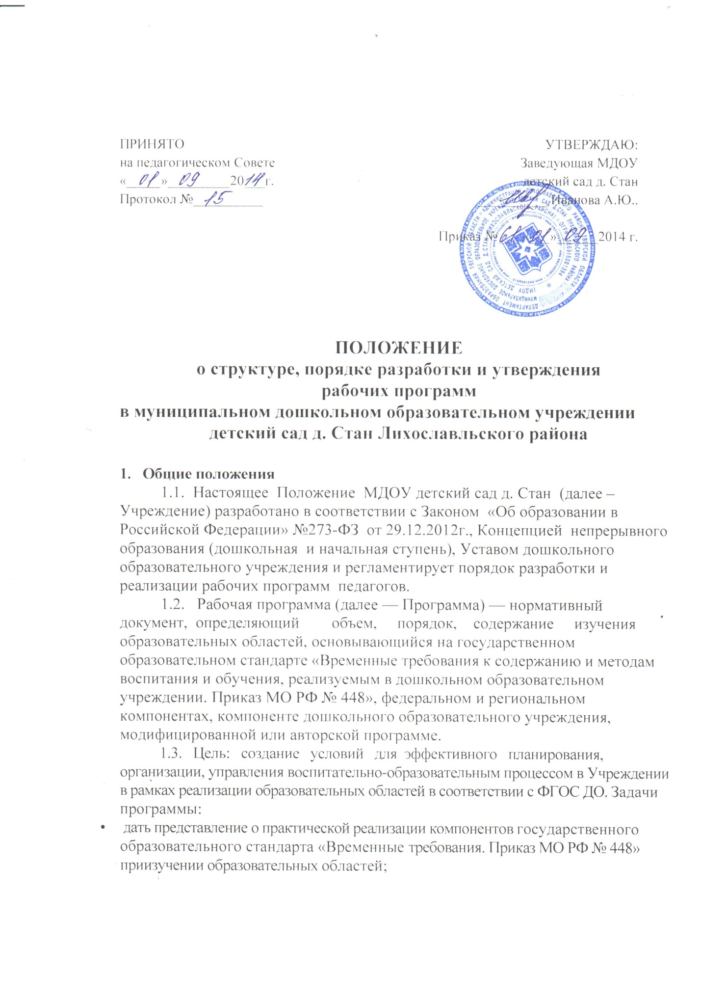 ПРИНЯТО
на педагогическом Совете
«01» 09 2014г.
Протокол № 15
УТВЕРЖДАЮ:
Заведующая МДОУ
детский сад д. Стан
Иванова А.Ю..
Приказ № 61 «01» 09 2014 г.
ПОЛОЖЕНИЕ
о структуре, порядке разработки и утверждения
рабочих программ
в муниципальном дошкольном образовательном учреждении
детский сад д. Стан Лихославльского района
1. Общие положения
1.1. Настоящее Положение МДОУ детский сад д. Стан (далее –
Учреждение) разработано в соответствии с Законом «Об образовании в
Российской Федерации» №273-ФЗ от 29.12.2012г., Концепцией непрерывного
образования (дошкольная и начальная ступень), Уставом дошкольного
образовательного учреждения и регламентирует порядок разработки и
реализации рабочих программ педагогов.
1.2. Рабочая программа (далее — Программа) — нормативный
документ, определяющий объем, порядок, содержание изучения
образовательных областей, основывающийся на государственном
образовательном стандарте «Временные требования к содержанию и методам
воспитания и обучения, реализуемым в дошкольном образовательном
учреждении. Приказ МО РФ № 448», федеральном и региональном
компонентах, компоненте дошкольного образовательного учреждения,
модифицированной или авторской программе.
1.3. Цель: создание условий для эффективного планирования,
организации, управления воспитательно-образовательным процессом в Учреждении
в рамках реализации образовательных областей в соответствии с ФГОС ДО. Задачи
программы:
• дать представление о практической реализации компонентов государственного
образовательного стандарта «Временные требования. Приказ МО РФ № 448»
приизучении образовательных областей;